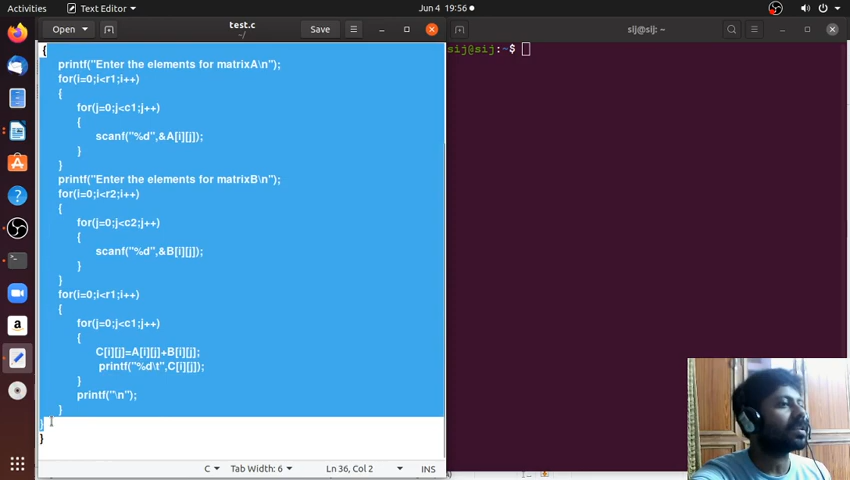 Activities
Text Editor
Jun 4 19:56
Open
test.c
~/
Save
sij@sij: ~
{
sij@sij:~$
printf("Enter the elements for matrixA\n");
for(i=0;i<r1;i++)
{
for(j=0;j<c1;j++)
{
scanf("%d",&A[i][j]);
}
}
printf("Enter the elements for matrixB\n");
for(i=0;i<r2;i++)
{
for(j=0;j<c2;j++)
{
scanf("%d",&B[i][j]);
}
}
for(i=0;i<r1;i++)
{
for(j=0;j<c1;j++)
{
C[i][j]=A[i][j]+B[i][j];
printf("%d\t",C[i][j]);
}
printf("\n");
}
}
}
C
Tab Width: 6
Ln 36, Col 2
INS